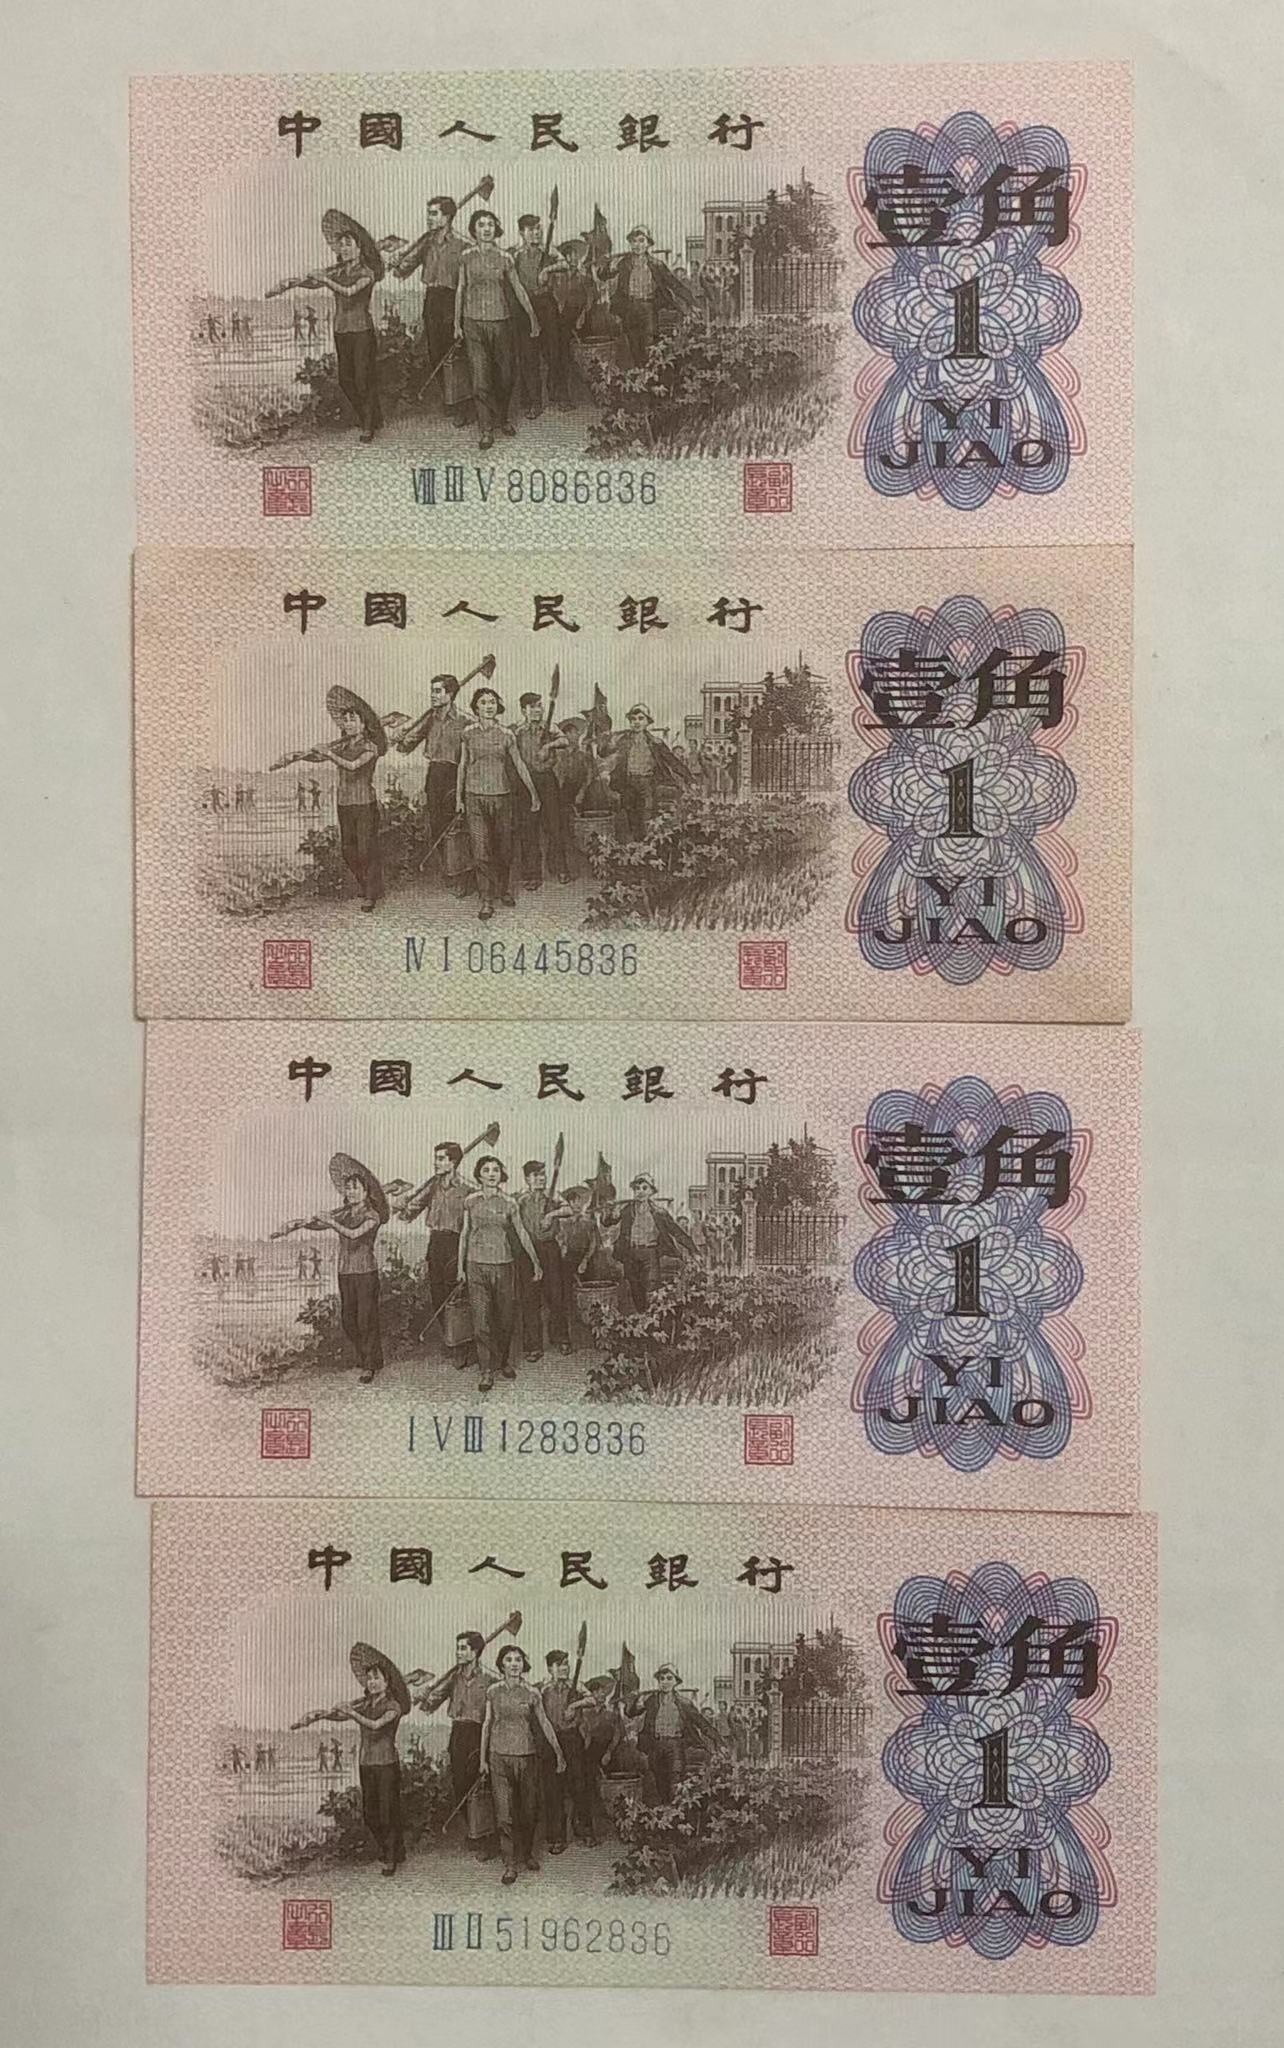 中國人民銀行
壹角
1
YI
JIAO
ⅧⅢⅤ8086836
中國人民銀行
壹角
1
YI
JIAO
ⅣⅠ06445836
中國人民銀行
壹角
1
YI
JIAO
ⅠⅤⅢ1283836
中國人民銀行
壹角
1
YI
JIAO
ⅢⅡ51962836